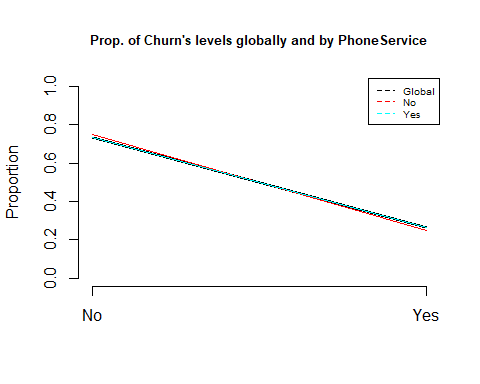 Prop. of Churn's levels globally and by PhoneService
Global
No
Yes
Proportion
1.0
0.8
0.6
0.4
0.2
0.0
No
Yes